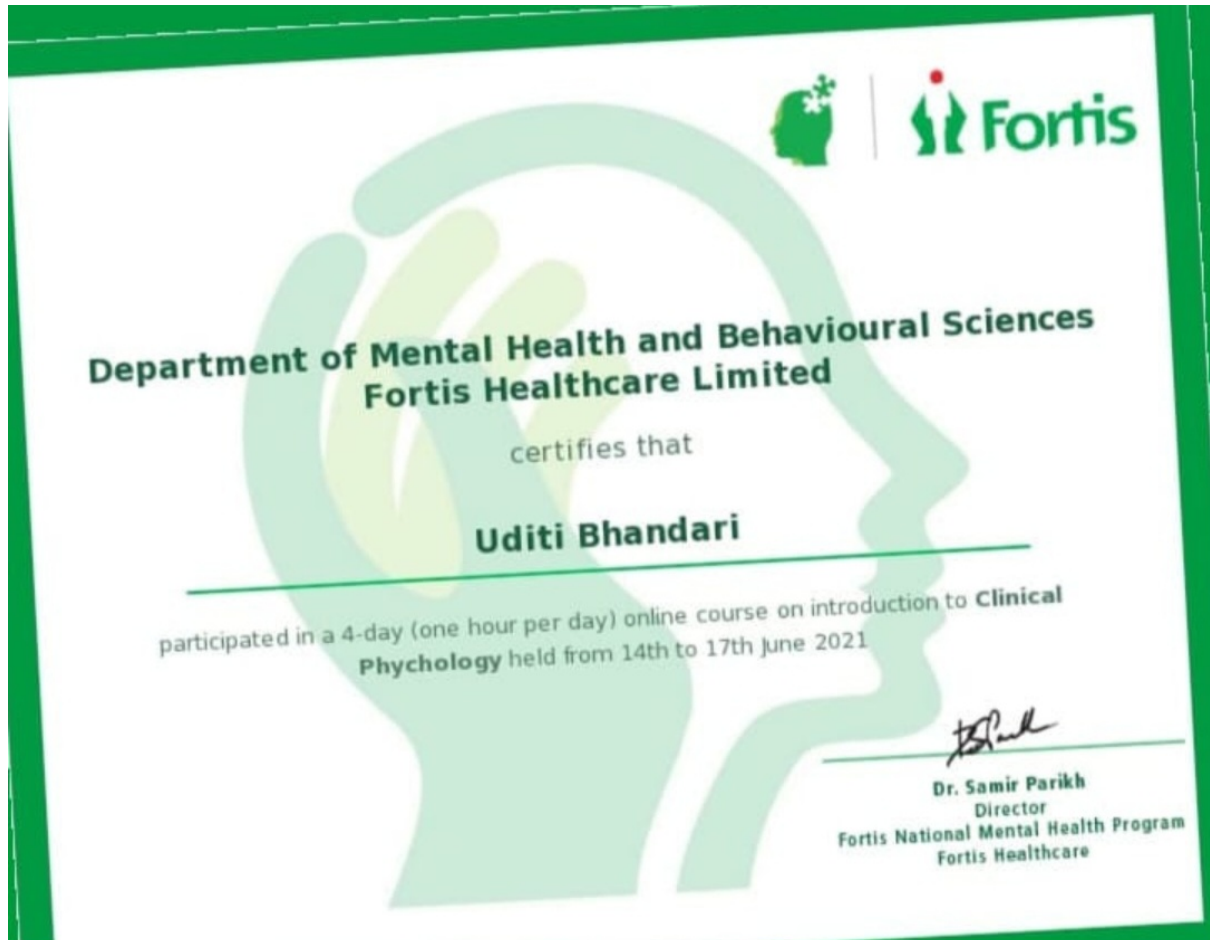 Fortis
Department of Mental Health and Behavioural Sciences
Fortis Healthcare Limited
certifies that
Uditi Bhandari
participated in a 4-day (one hour per day) online course on introduction to Clinical
Phychology held from 14th to 17th June 2021
Dr. Samir Parikh
Director
Fortis National Mental Health Program
Fortis Healthcare